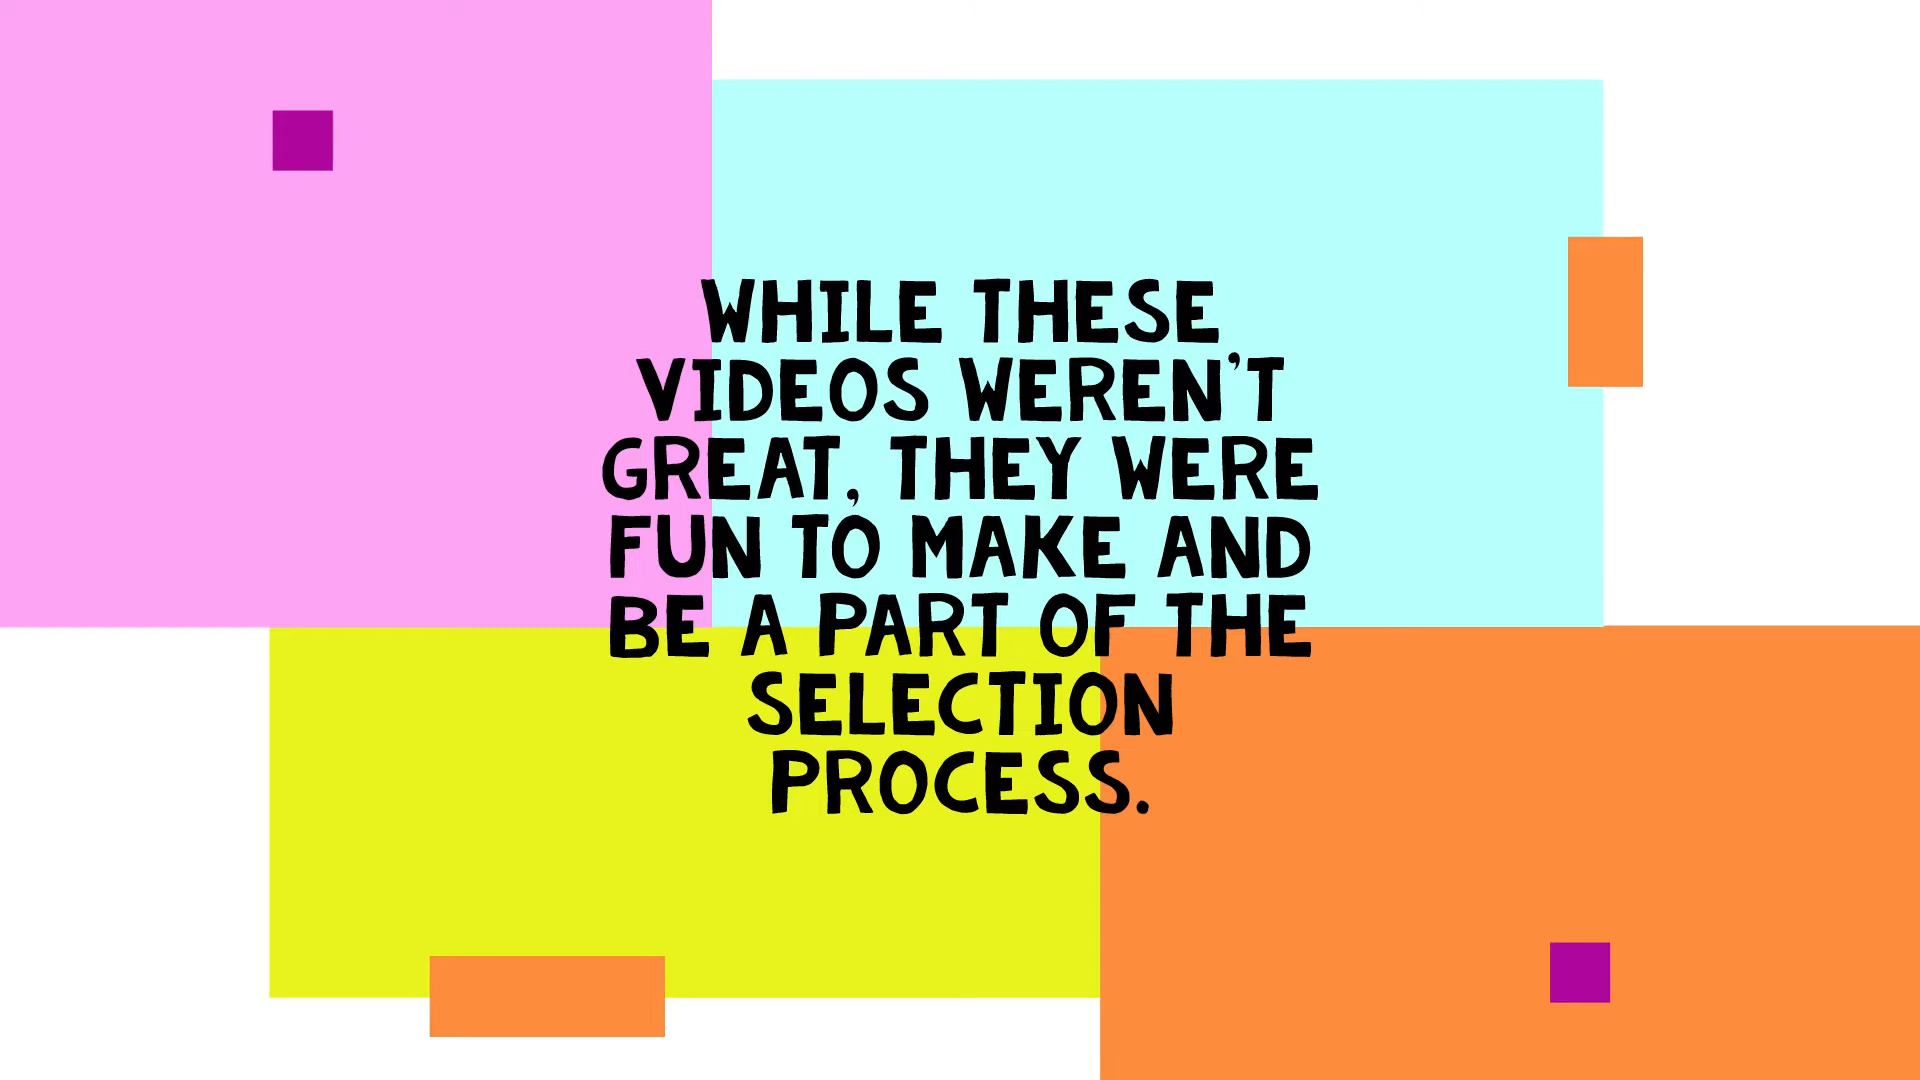 WHILE THESE
VIDEOS WEREN'T
GREAT, THEY WERE
FUN TO MAKE AND
BE A PART OF THE
SELECTION
PROCESS.